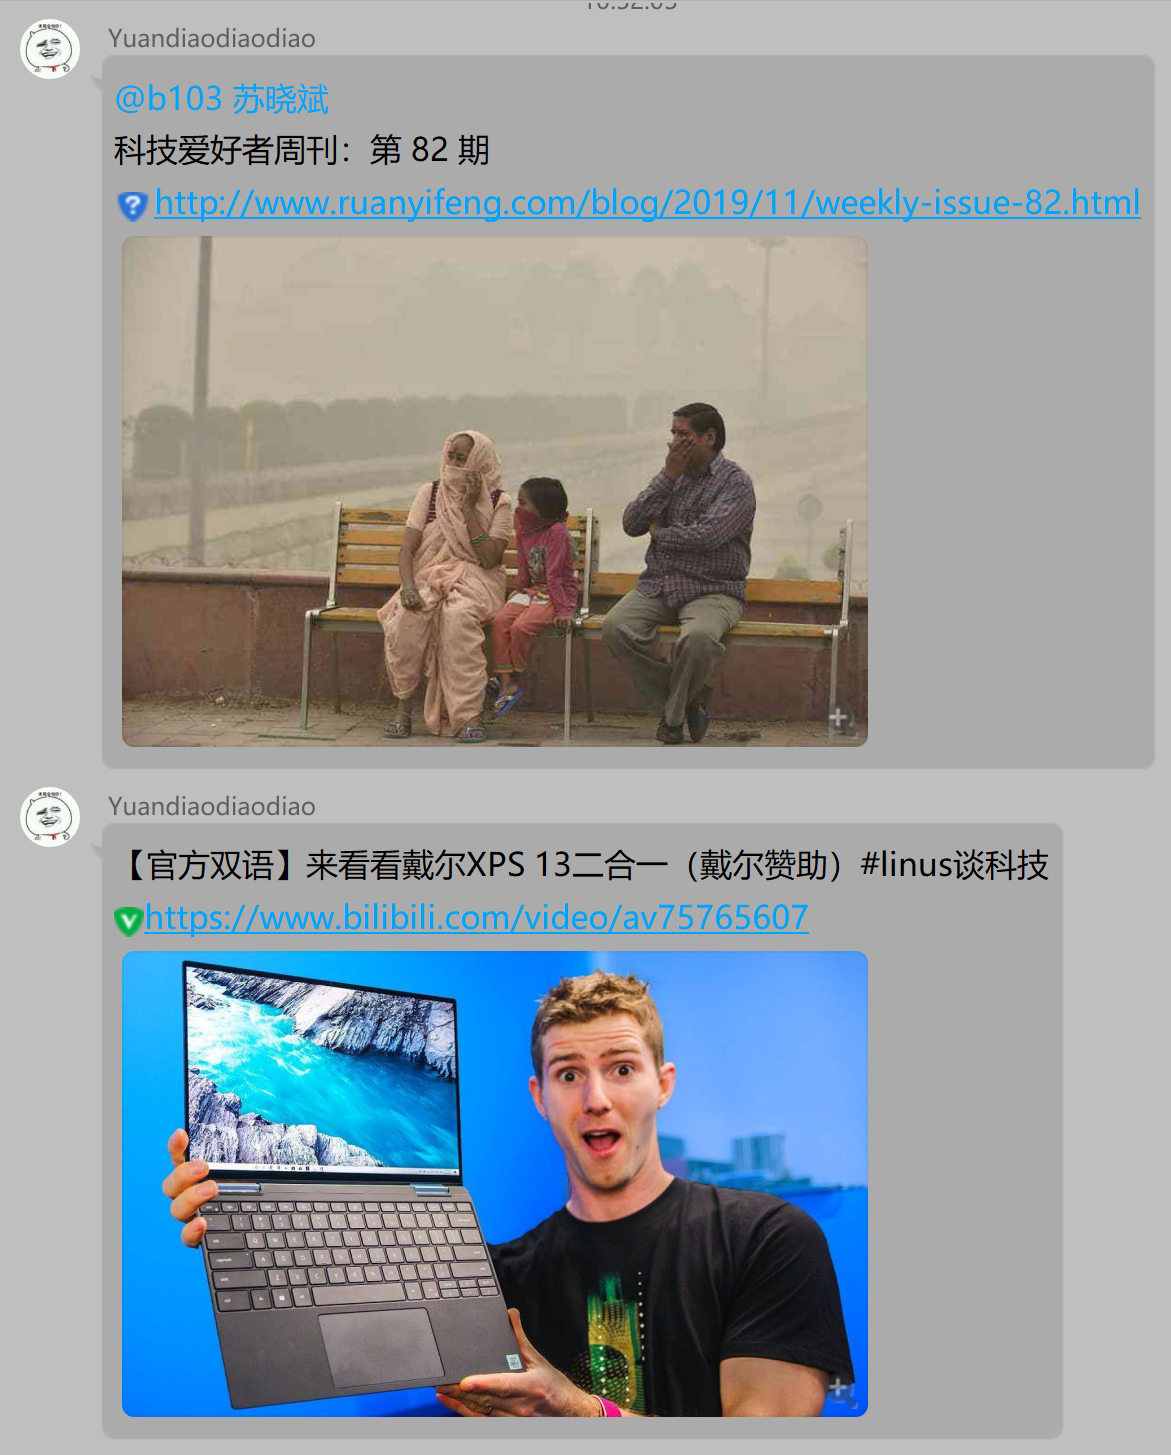 Yuandiaodiaodiao
@b103 苏晓斌
科技爱好者周刊：第 82 期
http://www.ruanyifeng.com/blog/2019/11/weekly-issue-82.html
Yuandiaodiaodiao
【官方双语】来看看戴尔XPS 13二合一（戴尔赞助）#linus谈科技
https://www.bilibili.com/video/av75765607